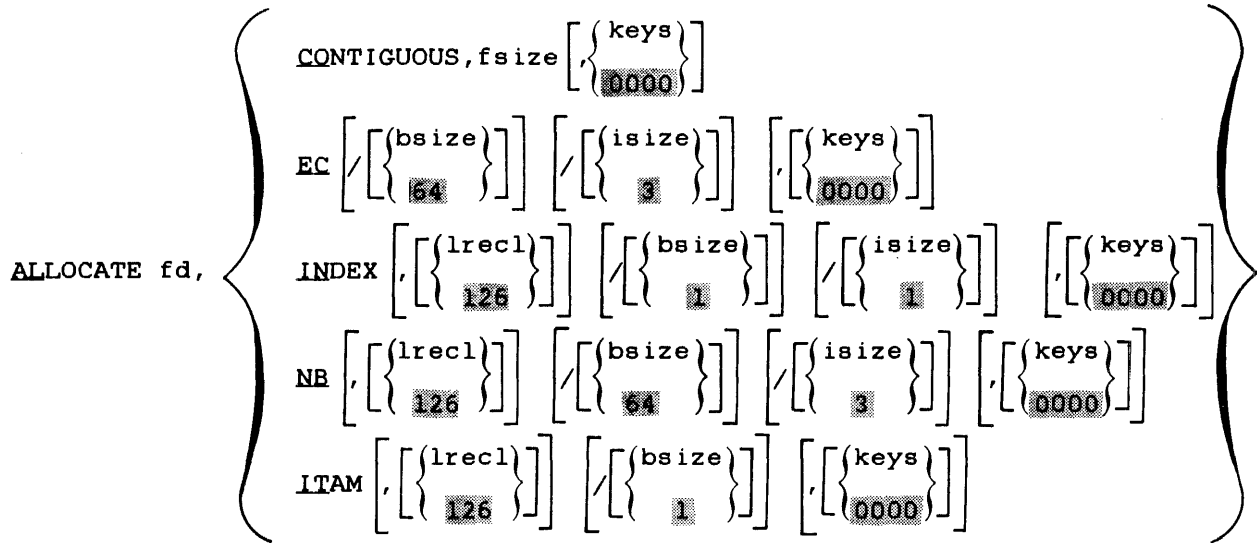 CONTIGUOUS,fsize [,{keys / 0000}]
EC [/[{bsize / 64}]] [/[{isize / 3}]] [,[{keys / 0000}]]
ALLOCATE fd, INDEX [,[{lrecl / 126}]] [/[{bsize / 1}]] [/[{isize / 1}]] [,[{keys / 0000}]]
NB [,[{lrecl / 126}]] [/[{bsize / 64}]] [/[{isize / 3}]] [,[{keys / 0000}]]
ITAM [,[{lrecl / 126}]] [/[{bsize / 1}]] [,[{keys / 0000}]]